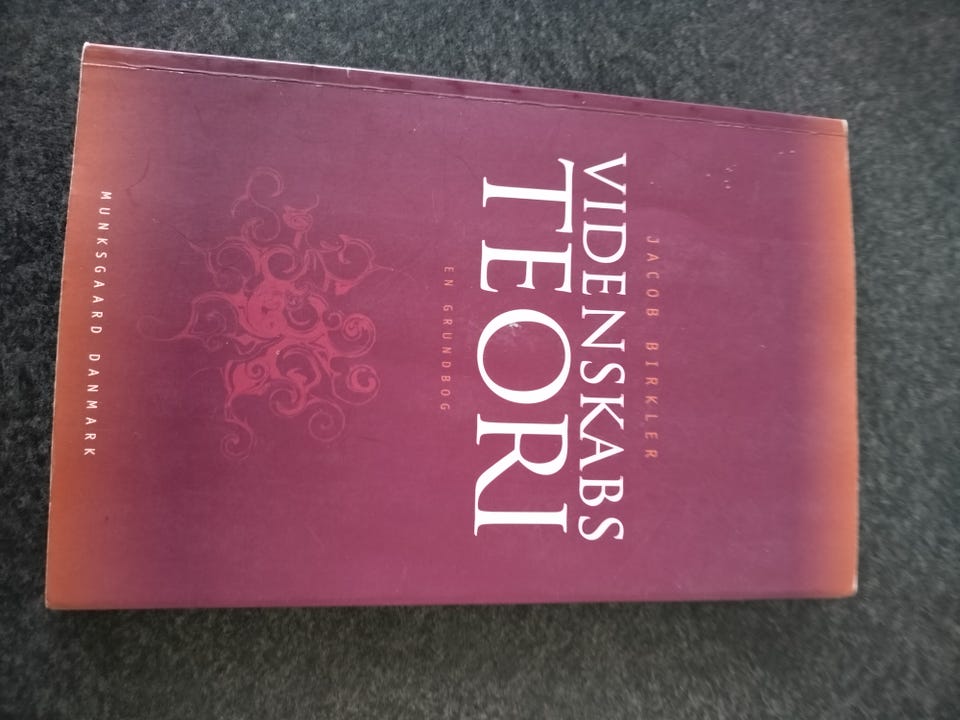 JACOB BIRKLER
VIDENSKABS
TEORI
EN GRUNDBOG
MUNKSGAARD DANMARK